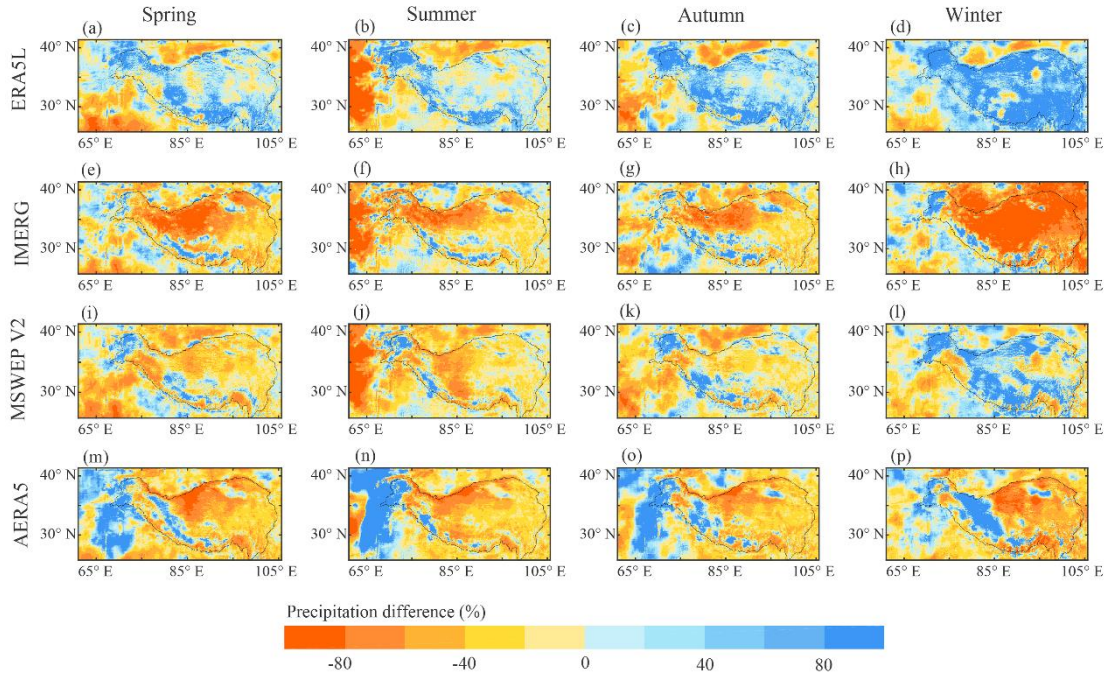 Spring Summer Autumn Winter
(a) (b) (c) (d)
40° N 40° N 40° N 40° N
ERA5L
30° N 30° N 30° N 30° N
65° E 85° E 105° E 65° E 85° E 105° E 65° E 85° E 105° E 65° E 85° E 105° E
(e) (f) (g) (h)
40° N 40° N 40° N 40° N
IMERG
30° N 30° N 30° N 30° N
65° E 85° E 105° E 65° E 85° E 105° E 65° E 85° E 105° E 65° E 85° E 105° E
(i) (j) (k) (l)
40° N 40° N 40° N 40° N
MSWEP V2
30° N 30° N 30° N 30° N
65° E 85° E 105° E 65° E 85° E 105° E 65° E 85° E 105° E 65° E 85° E 105° E
(m) (n) (o) (p)
40° N 40° N 40° N 40° N
AERA5
30° N 30° N 30° N 30° N
65° E 85° E 105° E 65° E 85° E 105° E 65° E 85° E 105° E 65° E 85° E 105° E
Precipitation difference (%)
-80 -40 0 40 80